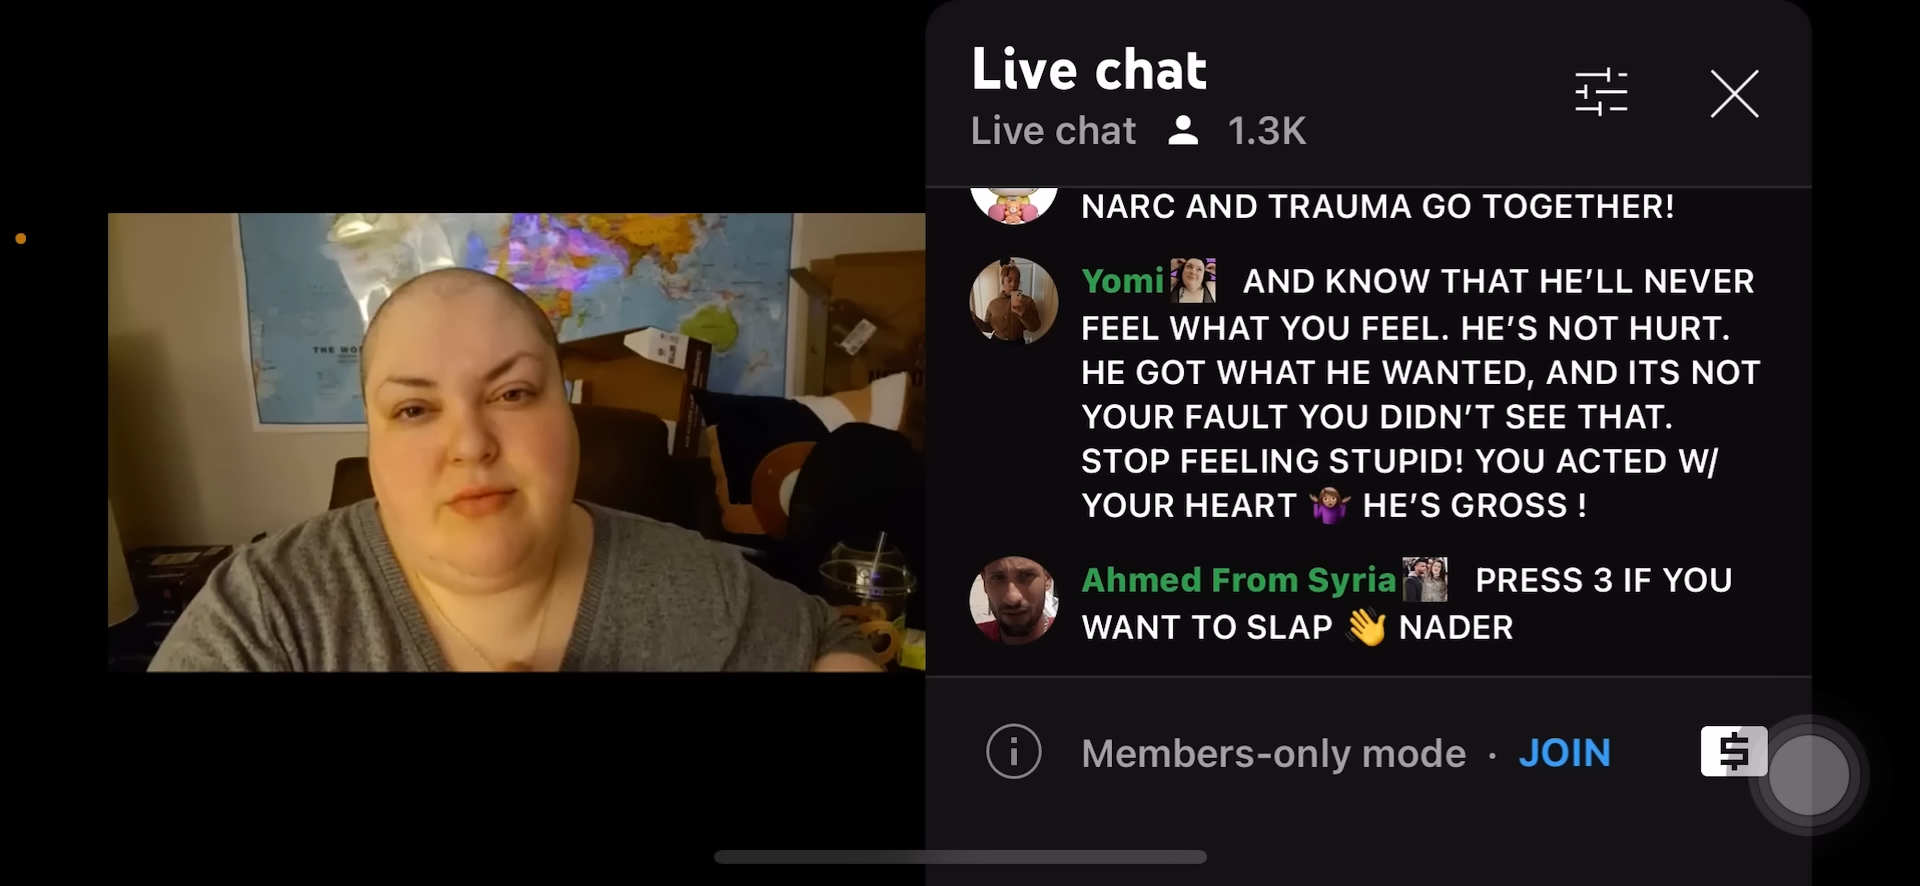 Live chat
Live chat 1.3K
NARC AND TRAUMA GO TOGETHER!
Yomi AND KNOW THAT HE’LL NEVER
FEEL WHAT YOU FEEL. HE’S NOT HURT.
HE GOT WHAT HE WANTED, AND ITS NOT
YOUR FAULT YOU DIDN’T SEE THAT.
STOP FEELING STUPID! YOU ACTED W/
YOUR HEART 🤷🏽‍♀️ HE’S GROSS !
Ahmed From Syria PRESS 3 IF YOU
WANT TO SLAP 👋 NADER
Members-only mode · JOIN
THE WOR